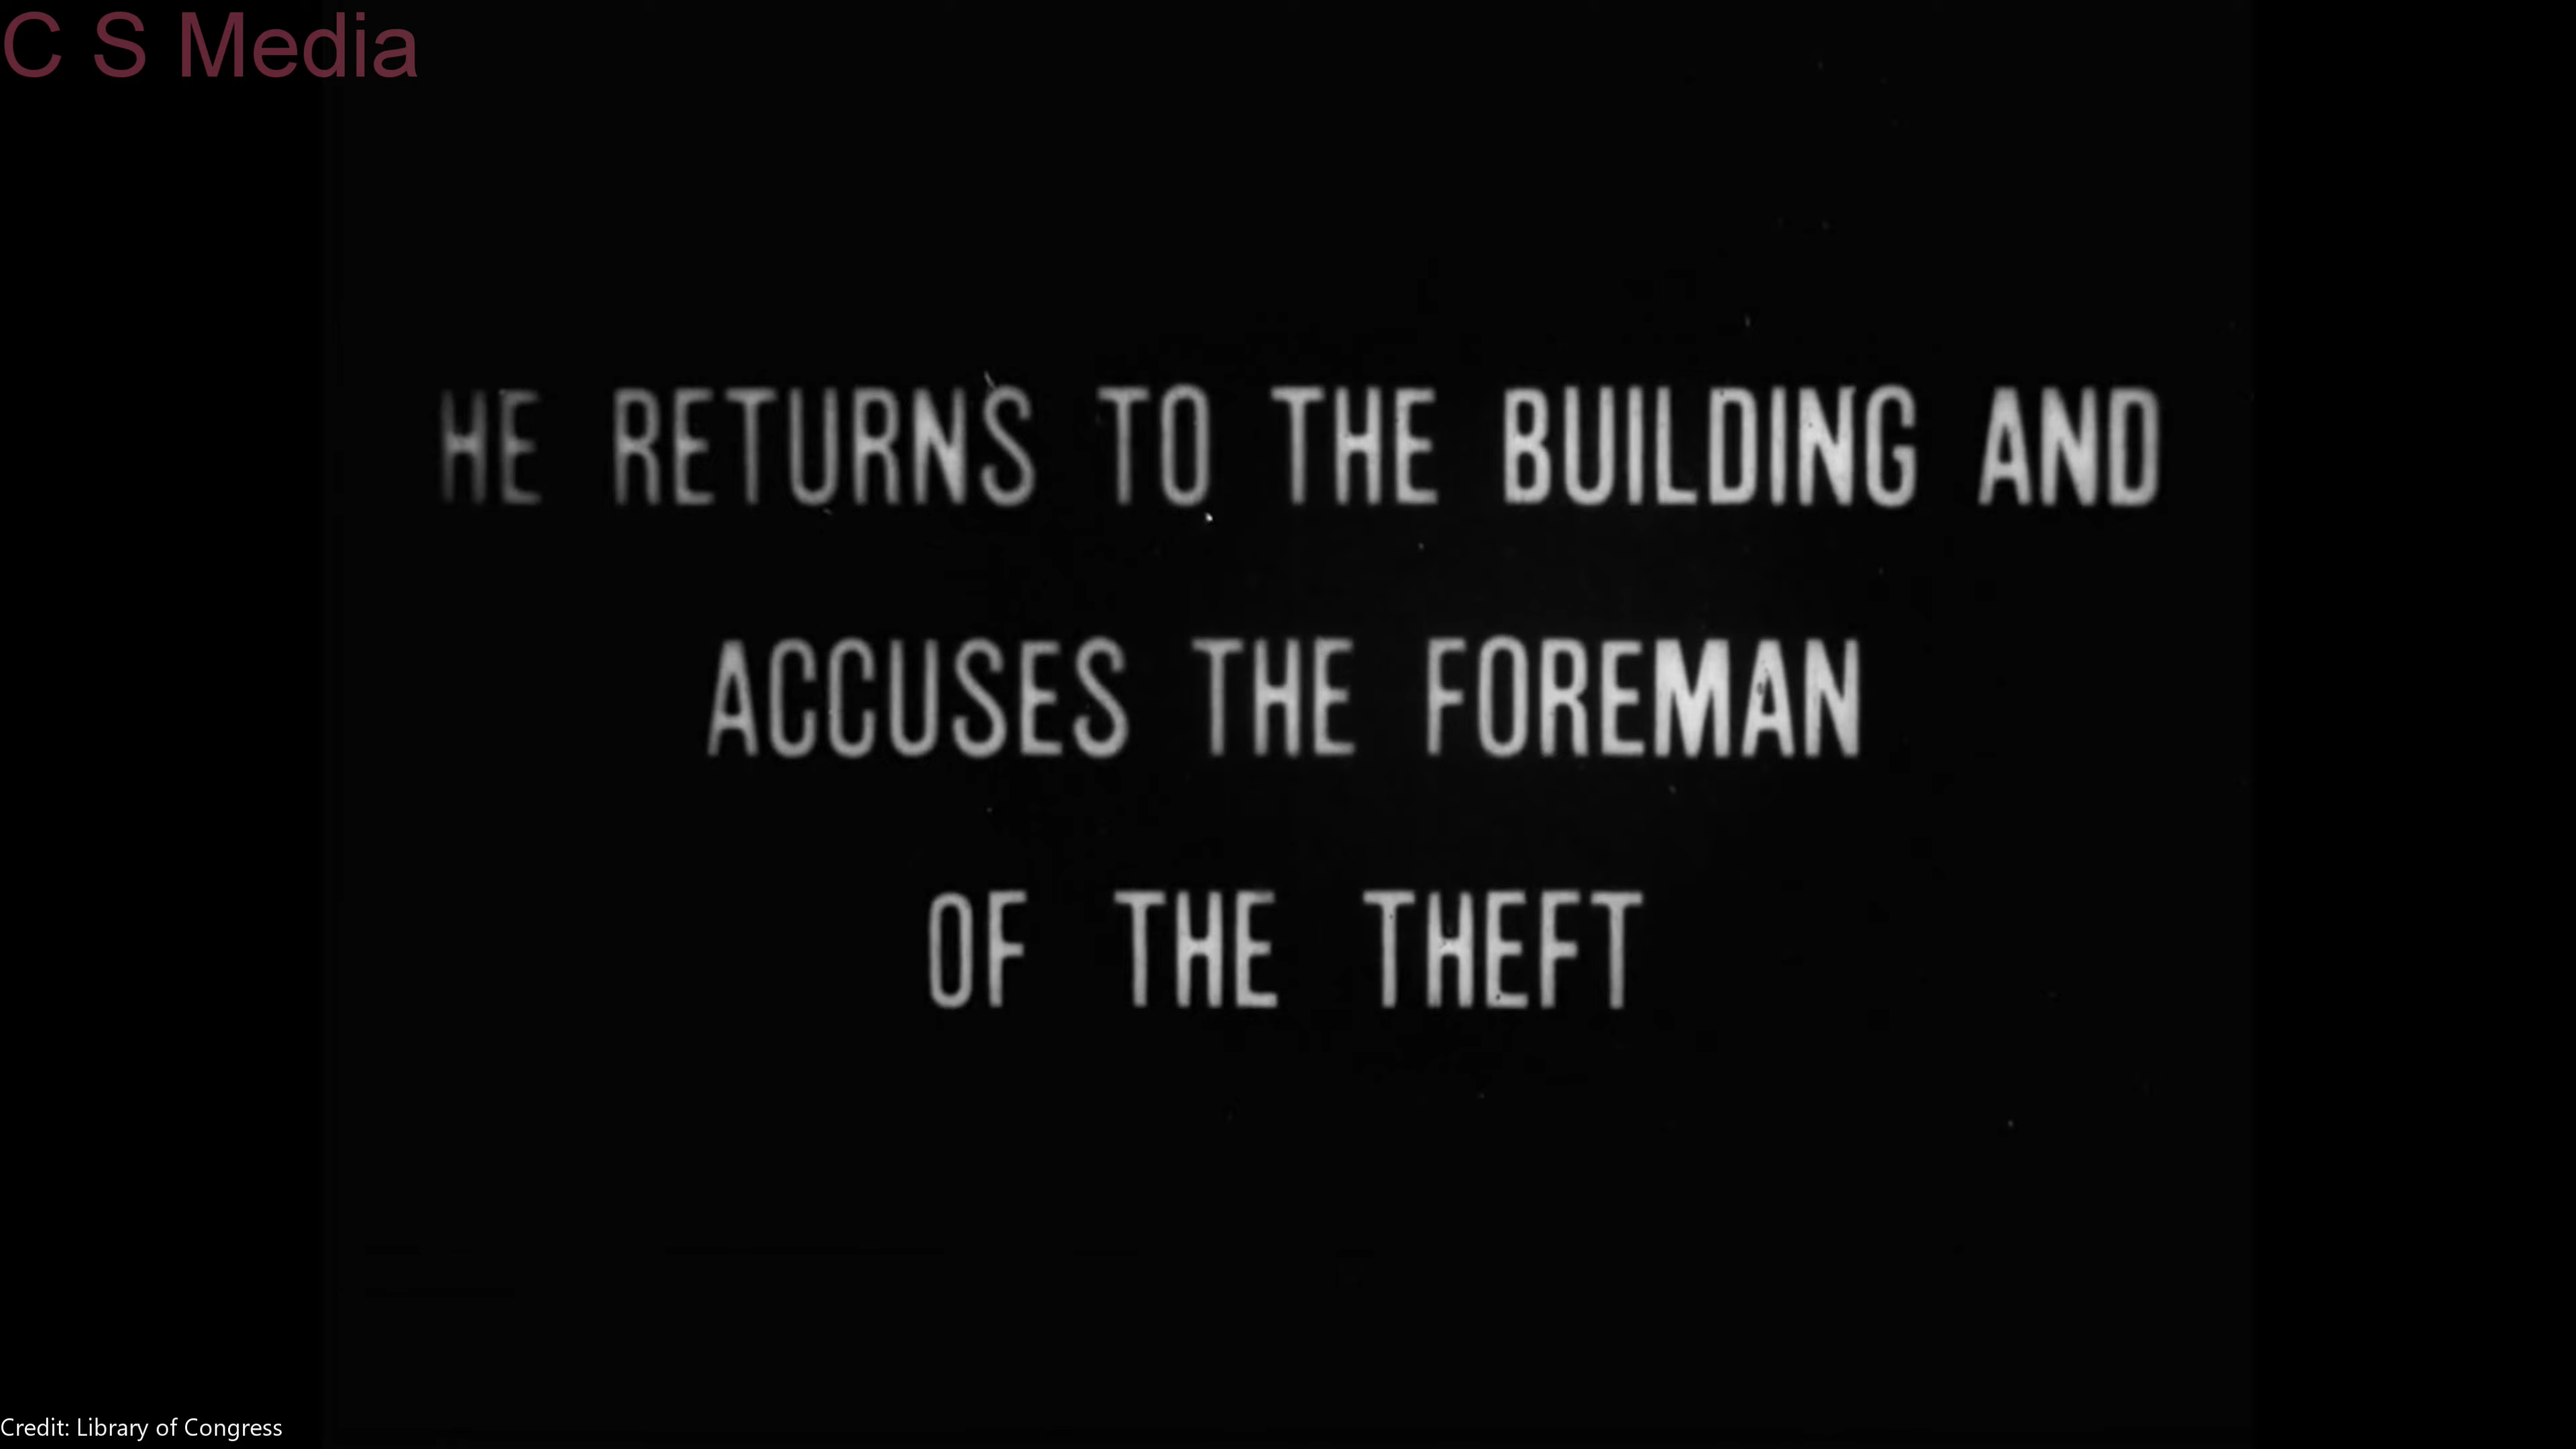 C S Media
HE RETURNS TO THE BUILDING AND
ACCUSES THE FOREMAN
OF THE THEFT
Credit: Library of Congress